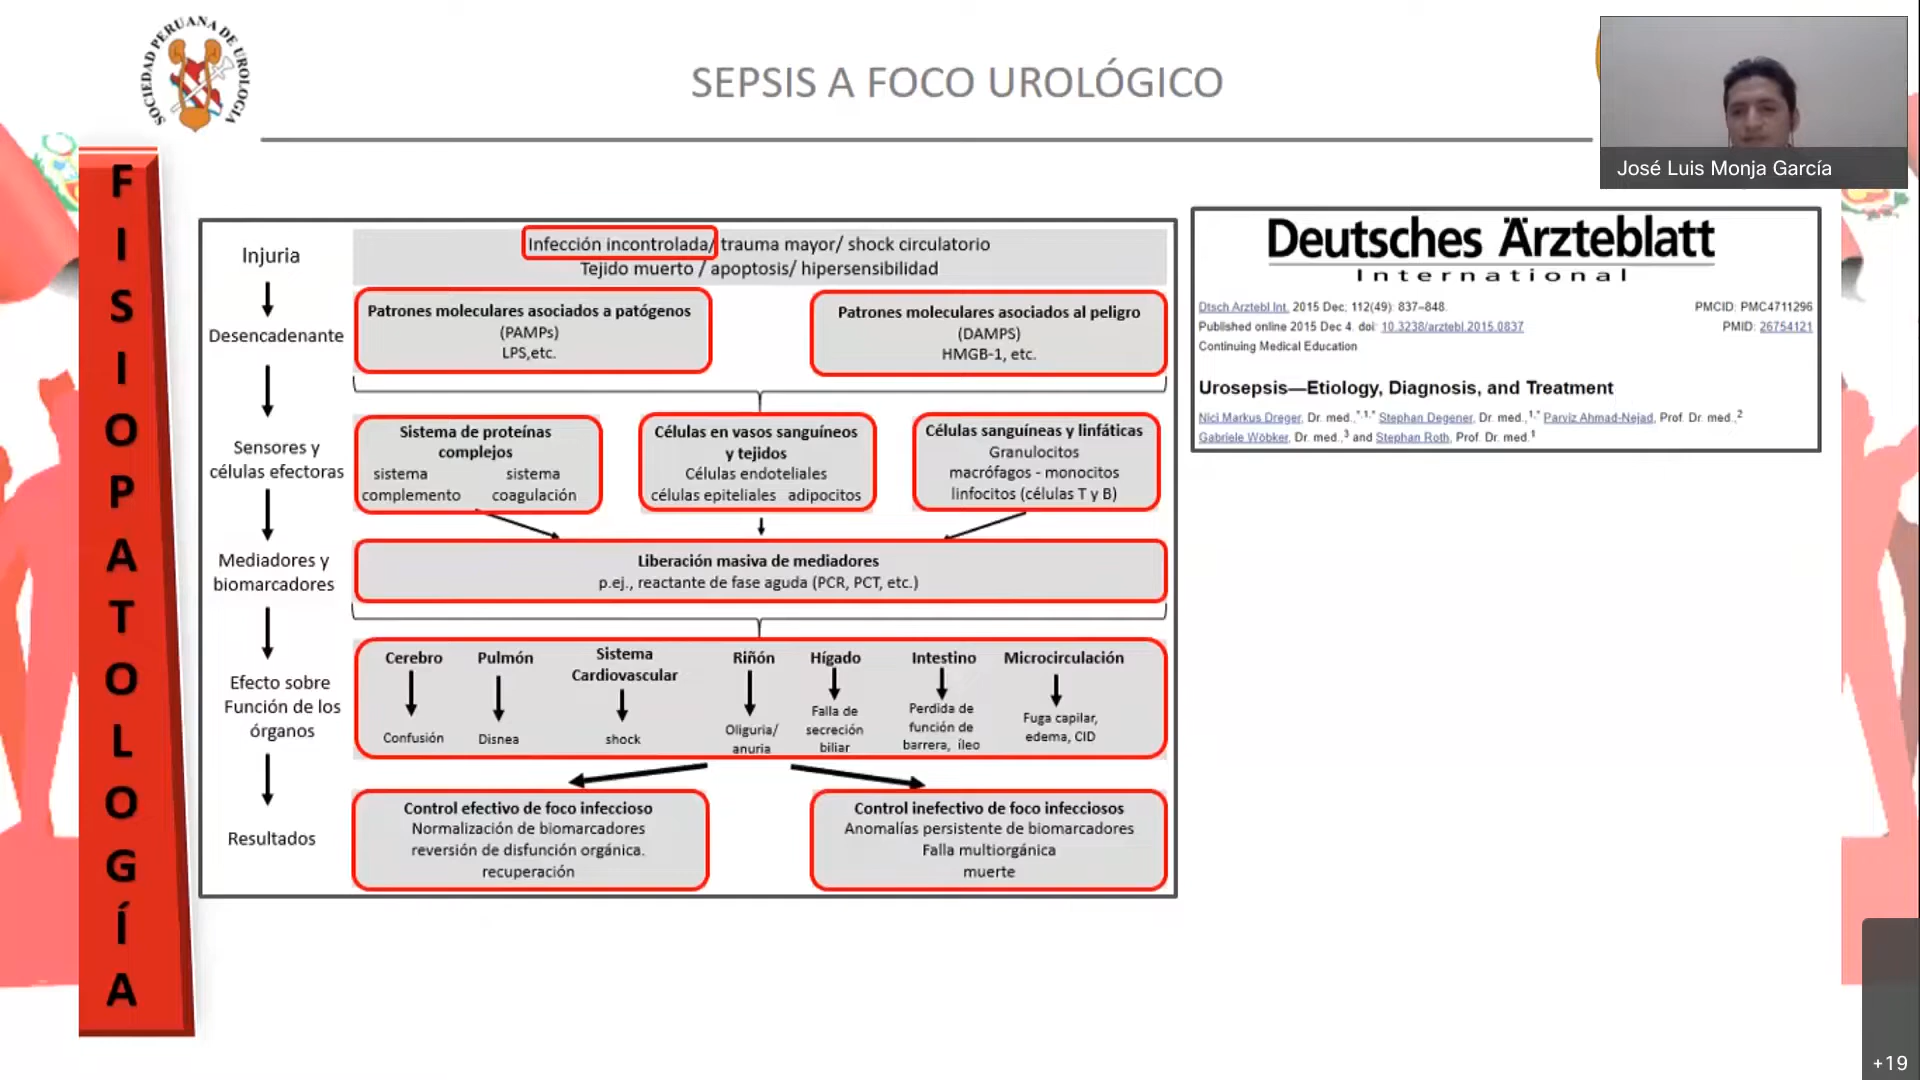 SOCIEDAD PERUANA DE UROLOGIA
SEPSIS A FOCO UROLÓGICO
José Luis Monja García
FISIOPATOLOGÍA
Injuria
Infección incontrolada/ trauma mayor/ shock circulatorio
Tejido muerto / apoptosis/ hipersensibilidad
Desencadenante
Patrones moleculares asociados a patógenos
(PAMPs)
LPS,etc.
Patrones moleculares asociados al peligro
(DAMPS)
HMGB-1, etc.
Sensores y
células efectoras
Sistema de proteínas
complejos
sistema sistema
complemento coagulación
Células en vasos sanguíneos
y tejidos
Células endoteliales
células epiteliales adipocitos
Células sanguíneas y linfáticas
Granulocitos
macrófagos - monocitos
linfocitos (células T y B)
Mediadores y
biomarcadores
Liberación masiva de mediadores
p.ej., reactante de fase aguda (PCR, PCT, etc.)
Efecto sobre
Función de los
órganos
Cerebro
Confusión
Pulmón
Disnea
Sistema
Cardiovascular
shock
Riñón
Oliguria/
anuria
Hígado
Falla de
secreción
biliar
Intestino
Perdida de
función de
barrera, íleo
Microcirculación
Fuga capilar,
edema, CID
Resultados
Control efectivo de foco infeccioso
Normalización de biomarcadores
reversión de disfunción orgánica.
recuperación
Control inefectivo de foco infecciosos
Anomalías persistente de biomarcadores
Falla multiorgánica
muerte
Deutsches Ärzteblatt
International
Dtsch Arztebl Int. 2015 Dec; 112(49): 837–848.
PMCID: PMC4711296
Published online 2015 Dec 4. doi: 10.3238/arztebl.2015.0837
PMID: 26754121
Continuing Medical Education
Urosepsis—Etiology, Diagnosis, and Treatment
Nici Markus Dreger, Dr. med.,*,1,* Stephan Degener, Dr. med.,1,* Parviz Ahmad-Nejad, Prof. Dr. med.,2
Gabriele Wöbker, Dr. med.,3 and Stephan Roth, Prof. Dr. med.1
+19